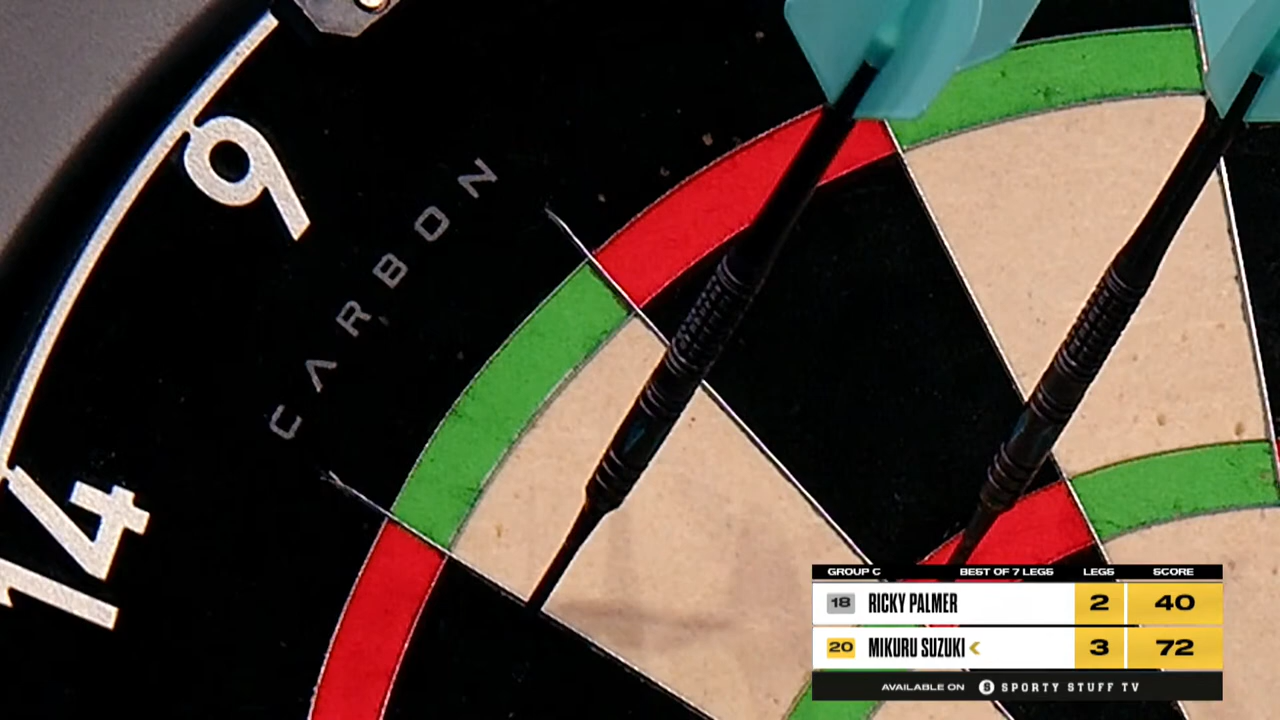 9
CARBON
14
GROUP C BEST OF 7 LEGS LEGS SCORE
18 RICKY PALMER 2 40
20 MIKURU SUZUKI 3 72
AVAILABLE ON S SPORTY STUFF TV